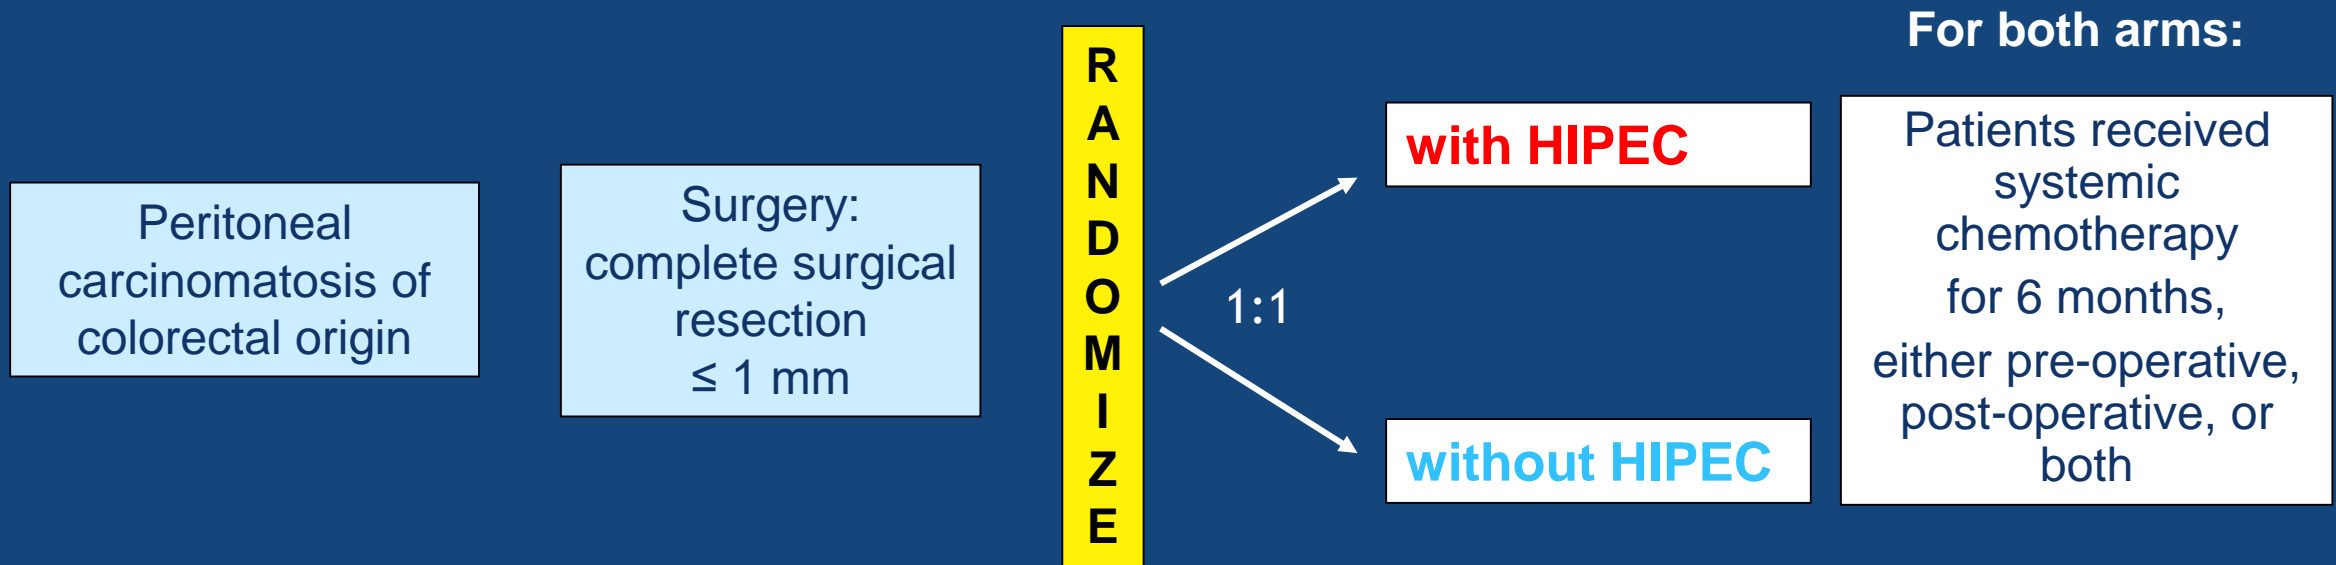 Peritoneal
carcinomatosis of
colorectal origin
Surgery:
complete surgical
resection
≤ 1 mm
R
A
N
D
O
M
I
Z
E
1:1
with HIPEC
without HIPEC
For both arms:
Patients received
systemic
chemotherapy
for 6 months,
either pre-operative,
post-operative, or
both